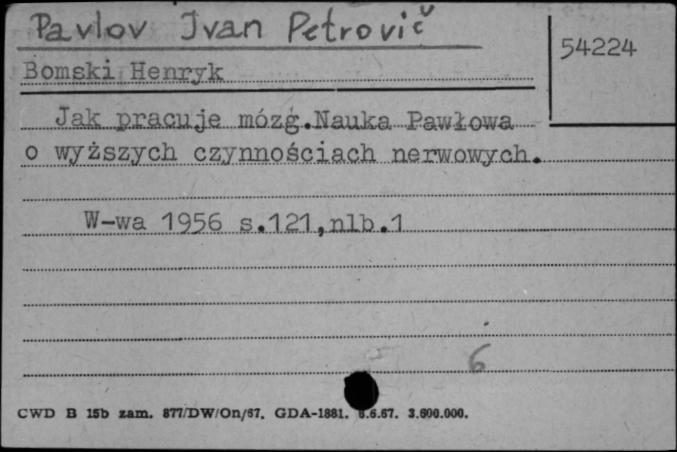 Pavlov Ivan Petrovič
54224
Bomski Henryk
Jak pracuje mózg.Nauka Pawłowa
o wyższych czynnościach nerwowych.
W-wa 1956 s.121,nlb.1
6
CWD B 15b zam. 877/DW/On/67. GDA-1881. 6.6.67. 3.600.000.